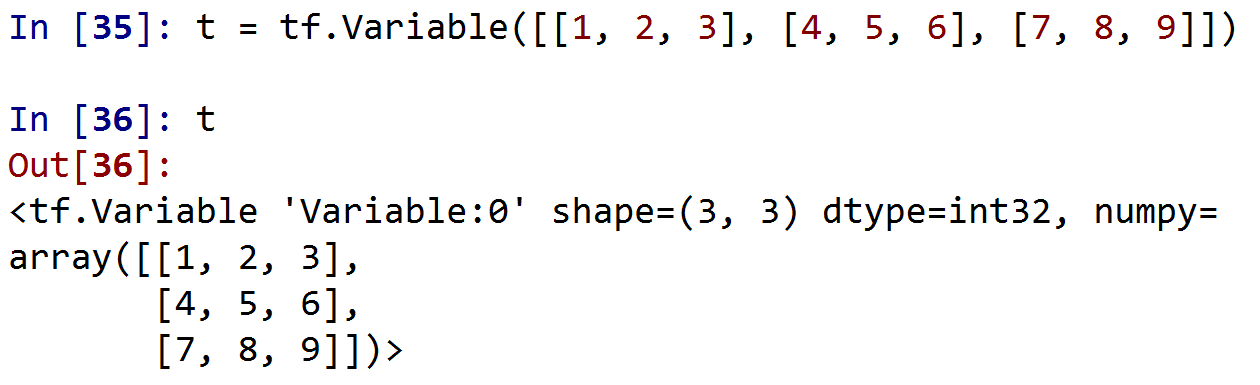 In [35]: t = tf.Variable([[1, 2, 3], [4, 5, 6], [7, 8, 9]])
In [36]: t
Out[36]:
<tf.Variable 'Variable:0' shape=(3, 3) dtype=int32, numpy=
array([[1, 2, 3],
       [4, 5, 6],
       [7, 8, 9]])>